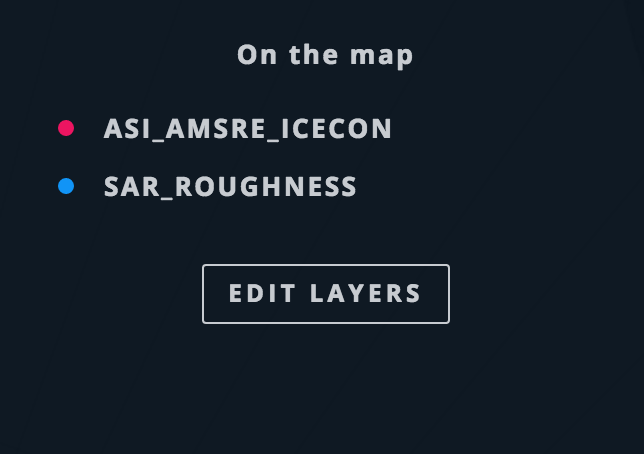 On the map
ASI_AMSRE_ICECON
SAR_ROUGHNESS
EDIT LAYERS